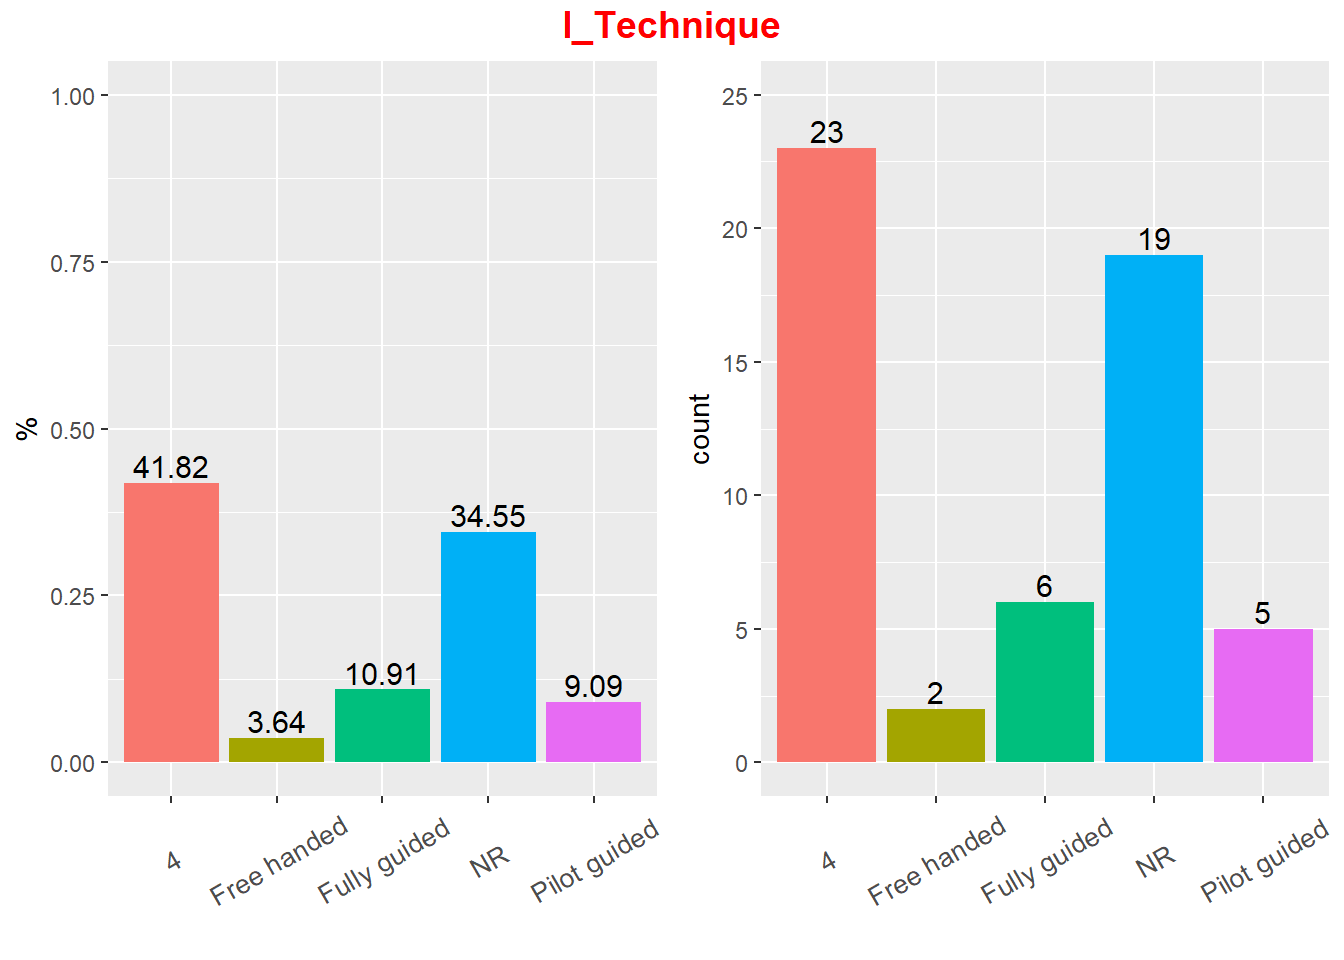 I_Technique
%
1.00
0.75
0.50
0.25
0.00
41.82
3.64
10.91
34.55
9.09
4
Free handed
Fully guided
NR
Pilot guided
count
25
20
15
10
5
0
23
2
6
19
5
4
Free handed
Fully guided
NR
Pilot guided